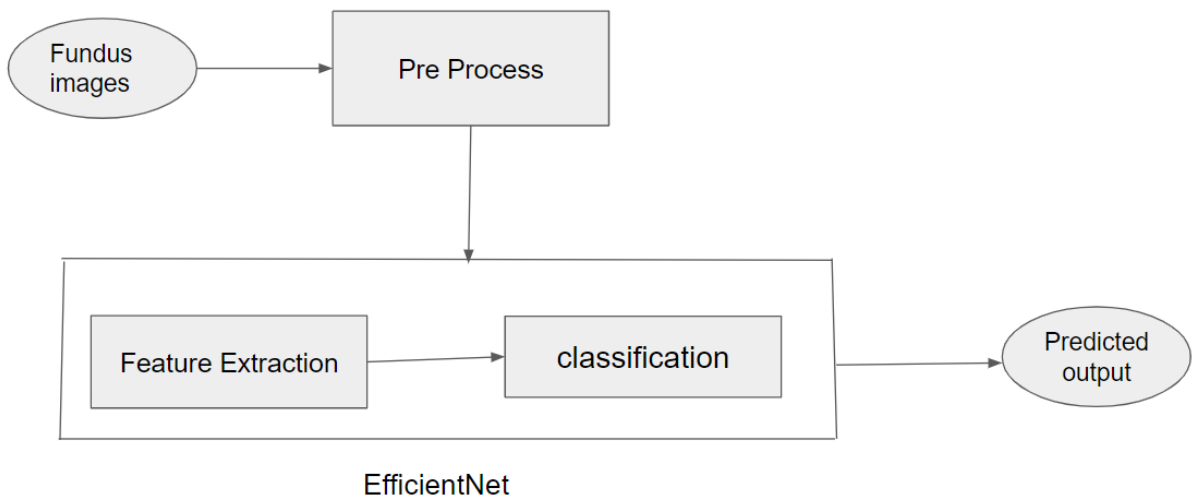 Fundus
images
Pre Process
Feature Extraction
classification
Predicted
output
EfficientNet